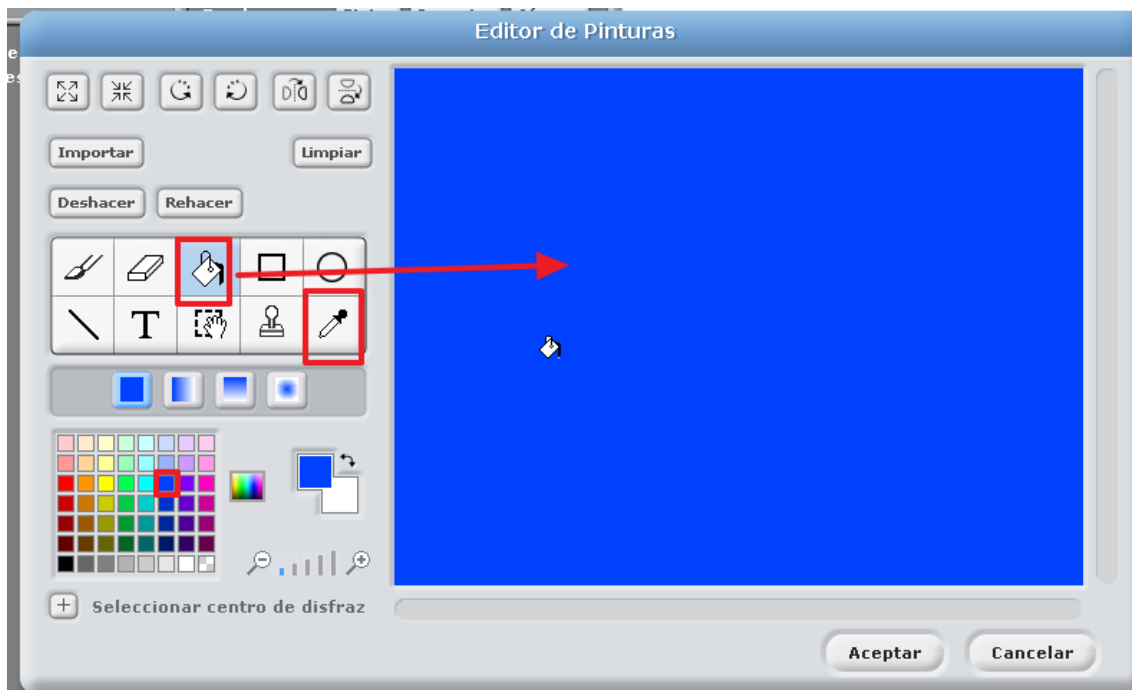 Editor de Pinturas
Importar
Limpiar
Deshacer
Rehacer
T
Seleccionar centro de disfraz
Aceptar
Cancelar